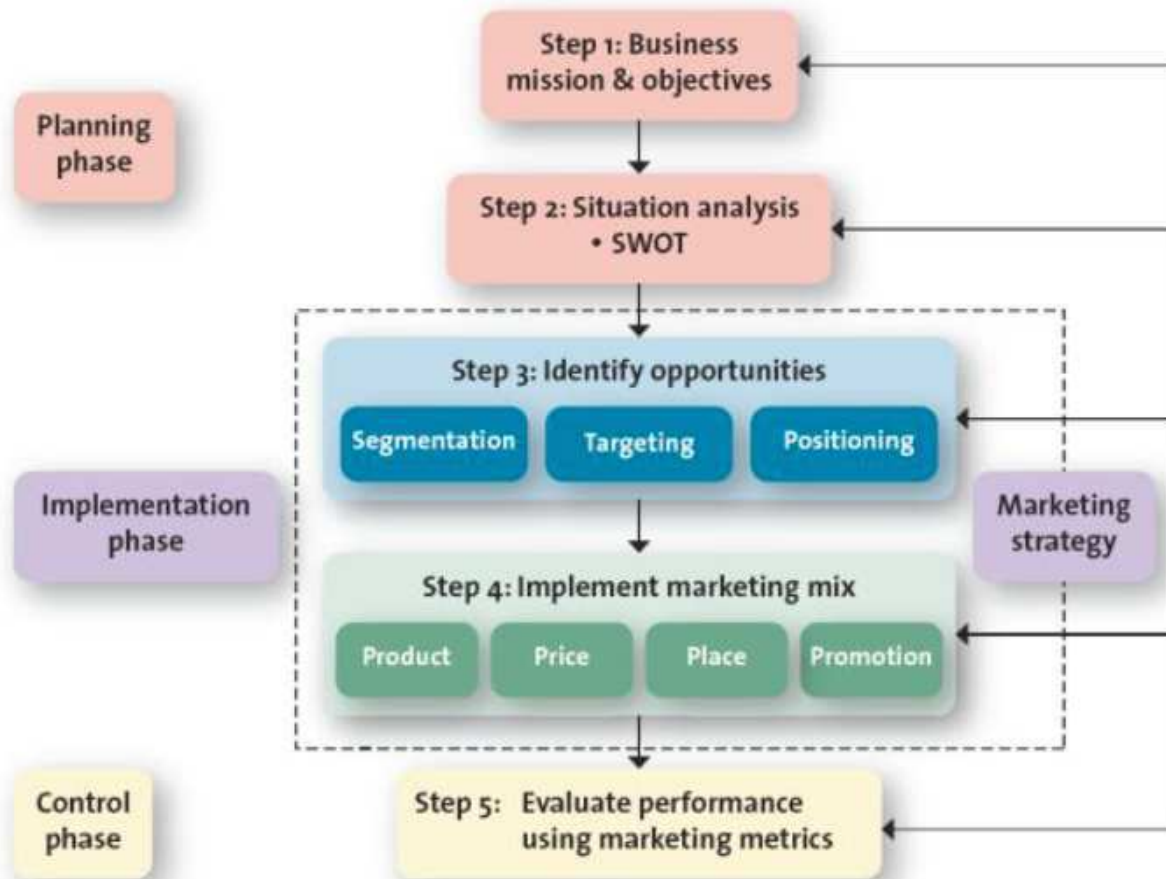 Step 1: Business
mission & objectives
Planning
phase
Step 2: Situation analysis
• SWOT
Step 3: Identify opportunities
Segmentation
Targeting
Positioning
Implementation
phase
Marketing
strategy
Step 4: Implement marketing mix
Product
Price
Place
Promotion
Control
phase
Step 5: Evaluate performance
using marketing metrics